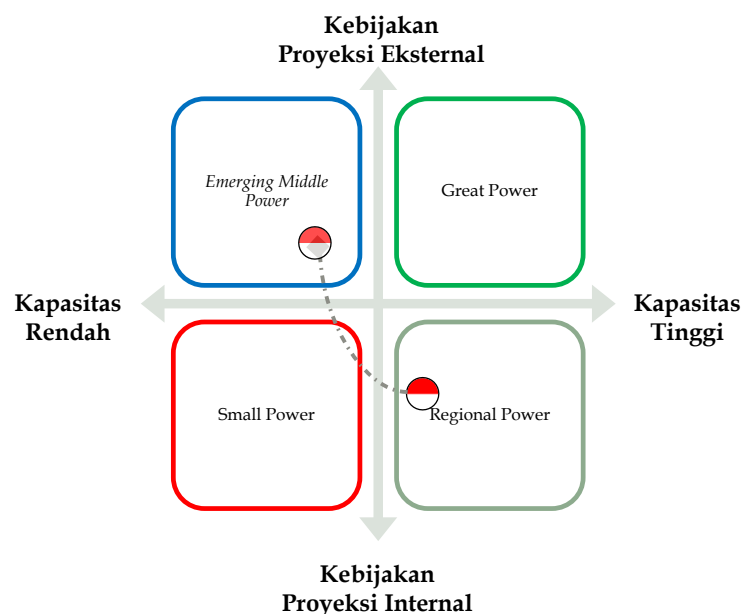 Kebijakan
Proyeksi Eksternal
Emerging Middle
Power
Great Power
Kapasitas
Rendah
Kapasitas
Tinggi
Small Power
Regional Power
Kebijakan
Proyeksi Internal